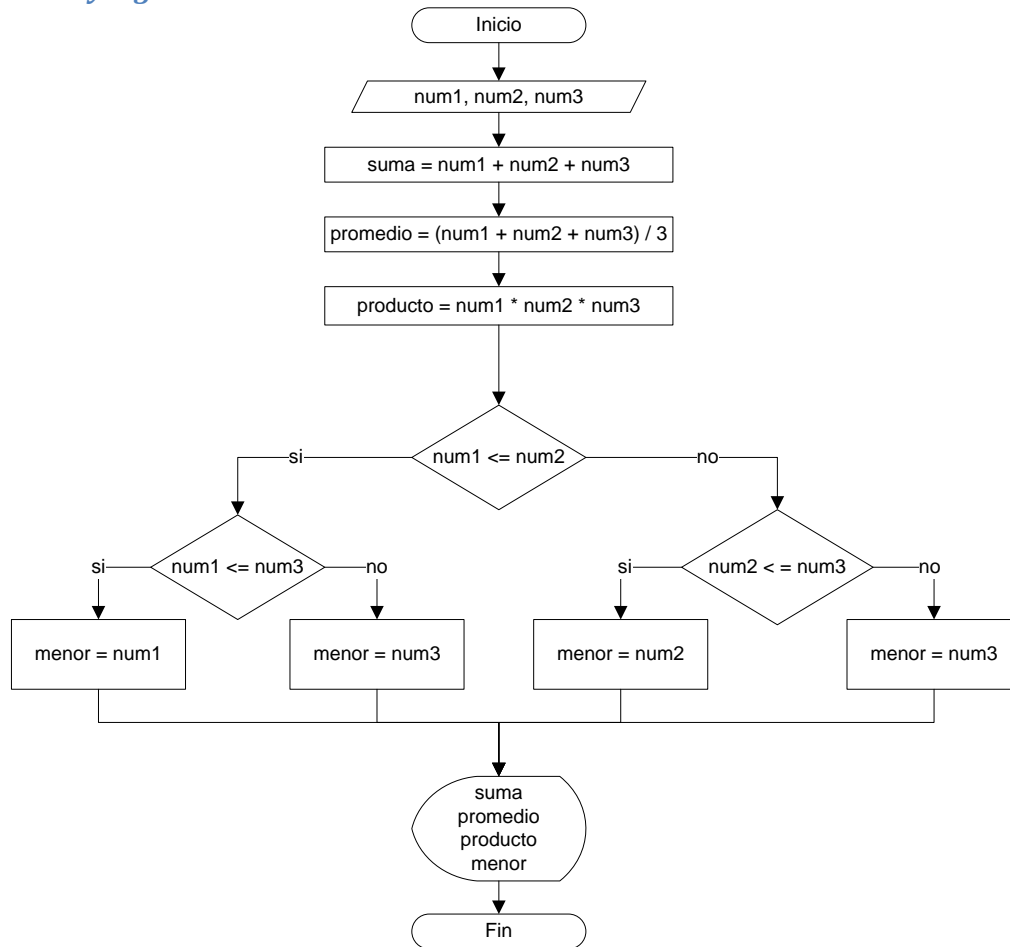 Inicio
num1, num2, num3
suma = num1 + num2 + num3
promedio = (num1 + num2 + num3) / 3
producto = num1 * num2 * num3
num1 <= num2
si
no
num1 <= num3
si
no
num2 < = num3
si
no
menor = num1
menor = num3
menor = num2
menor = num3
suma
promedio
producto
menor
Fin